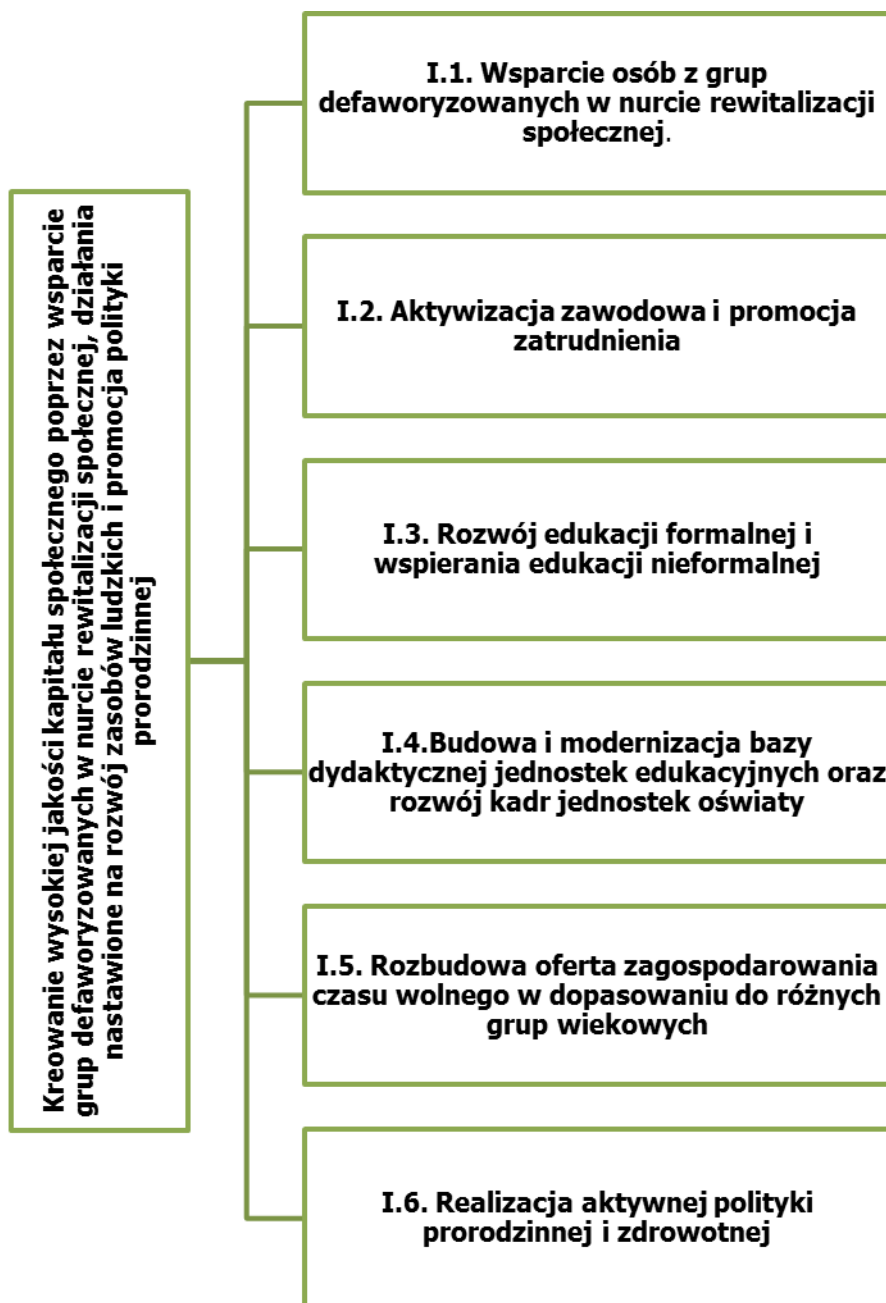 Kreowanie wysokiej jakości kapitału społecznego poprzez wsparcie
grup defaworyzowanych w nurcie rewitalizacji społecznej, działania
nastawione na rozwój zasobów ludzkich i promocja polityki
prorodzinnej
I.1. Wsparcie osób z grup
defaworyzowanych w nurcie rewitalizacji
społecznej.
I.2. Aktywizacja zawodowa i promocja
zatrudnienia
I.3. Rozwój edukacji formalnej i
wspierania edukacji nieformalnej
I.4.Budowa i modernizacja bazy
dydaktycznej jednostek edukacyjnych oraz
rozwój kadr jednostek oświaty
I.5. Rozbudowa oferta zagospodarowania
czasu wolnego w dopasowaniu do różnych
grup wiekowych
I.6. Realizacja aktywnej polityki
prorodzinnej i zdrowotnej